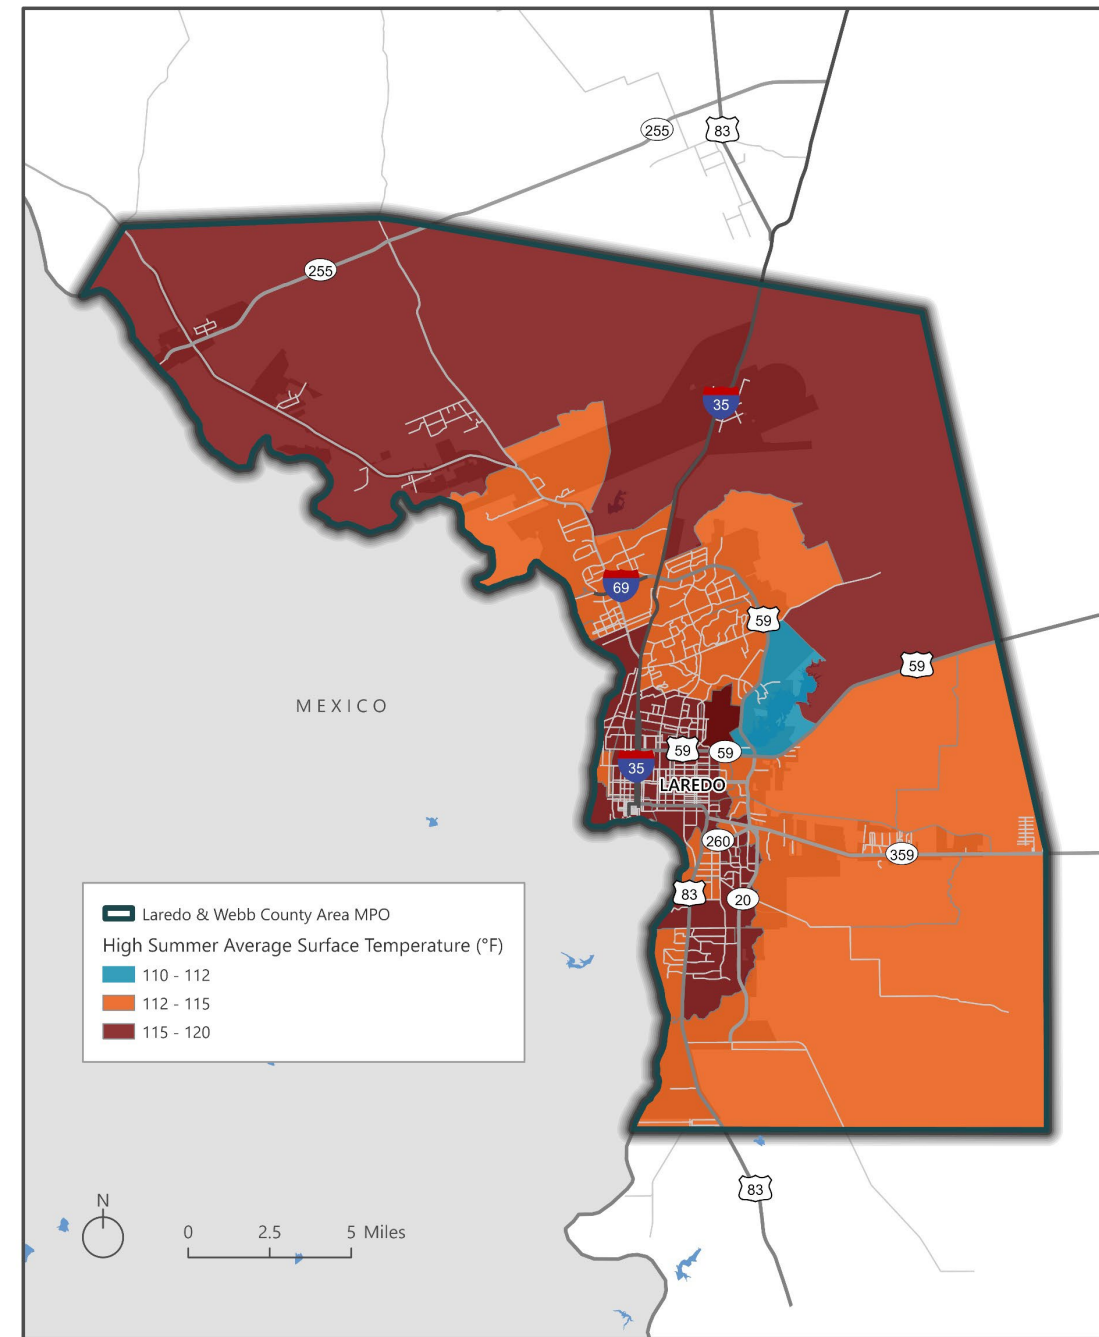 255
83
255
35
69
59
59
MEXICO
59
59
35
LAREDO
260
359
83
20
Laredo & Webb County Area MPO
High Summer Average Surface Temperature (°F)
110 - 112
112 - 115
115 - 120
83
N
0 2.5 5 Miles